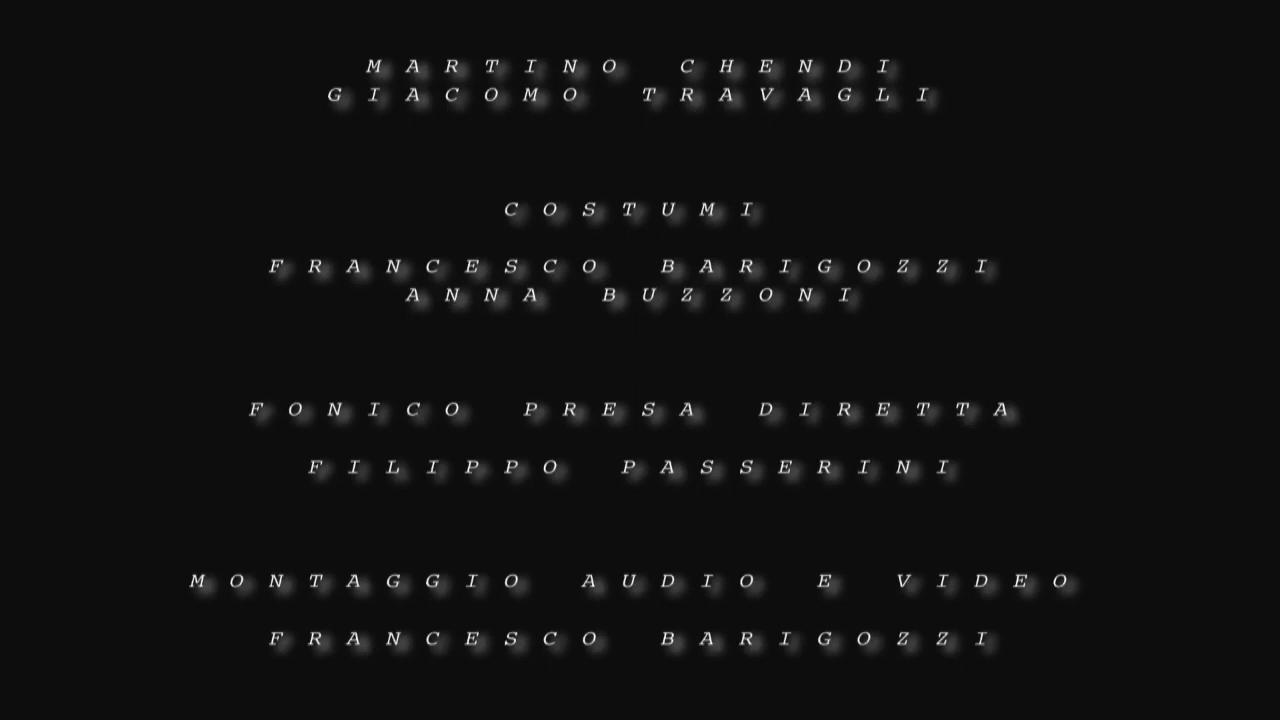 MARTINO CHENDI
GIACOMO TRAVAGLI
COSTUMI
FRANCESCO BARIGOZZI
ANNA BUZZONI
FONICO PRESA DIRETTA
FILIPPO PASSERINI
MONTAGGIO AUDIO E VIDEO
FRANCESCO BARIGOZZI